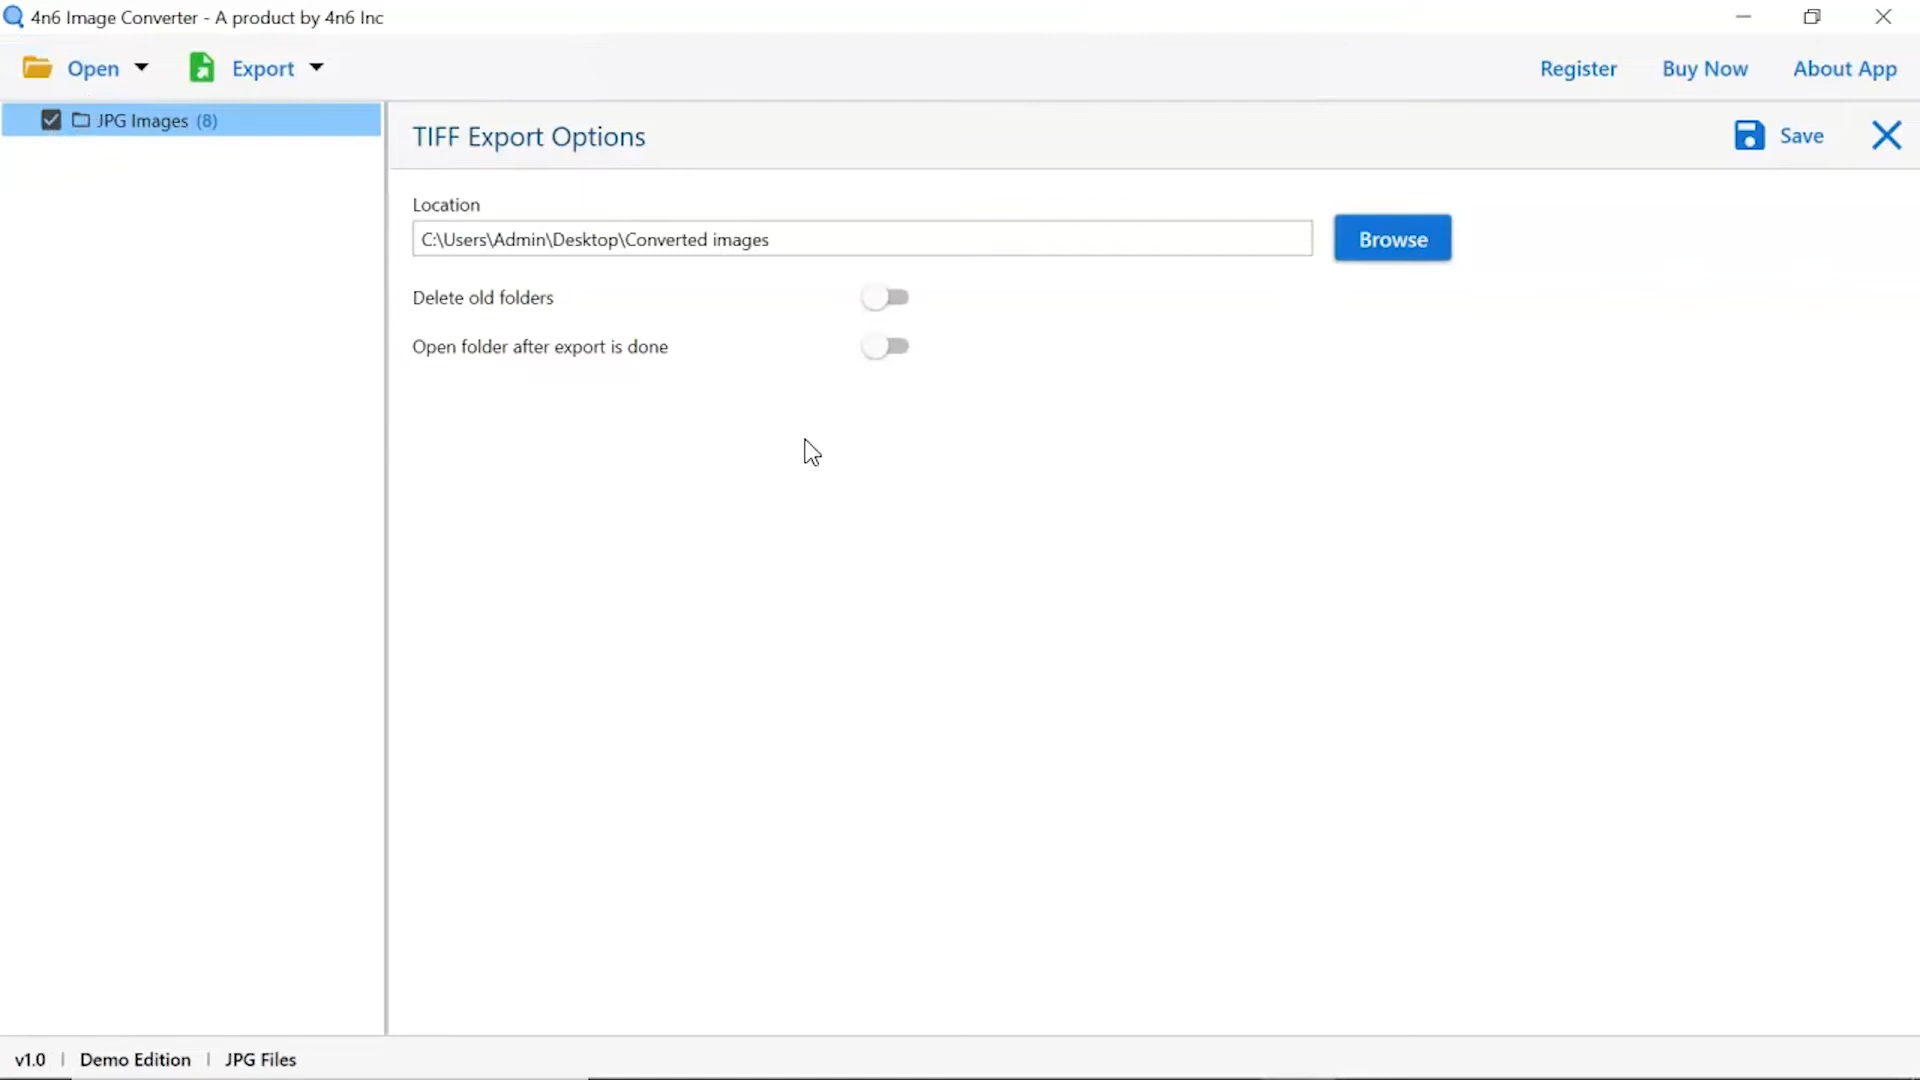 4n6 Image Converter - A product by 4n6 Inc
Open Export Register Buy Now About App
JPG Images (8)
TIFF Export Options Save
Location
C:\Users\Admin\Desktop\Converted images Browse
Delete old folders
Open folder after export is done
v1.0 | Demo Edition | JPG Files